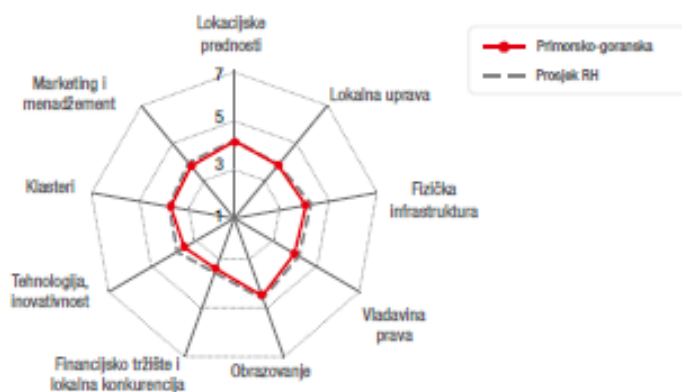 Lokacijske
prednosti
Primorsko-goranska
Prosjek RH
Marketing i
menadžement
7
Lokalna uprava
5
3
Klasteri
Fizička
infrastruktura
1
Tehnologija,
inovativnost
Vladavina
prava
Financijsko tržište i
lokalna konkurencija
Obrazovanje